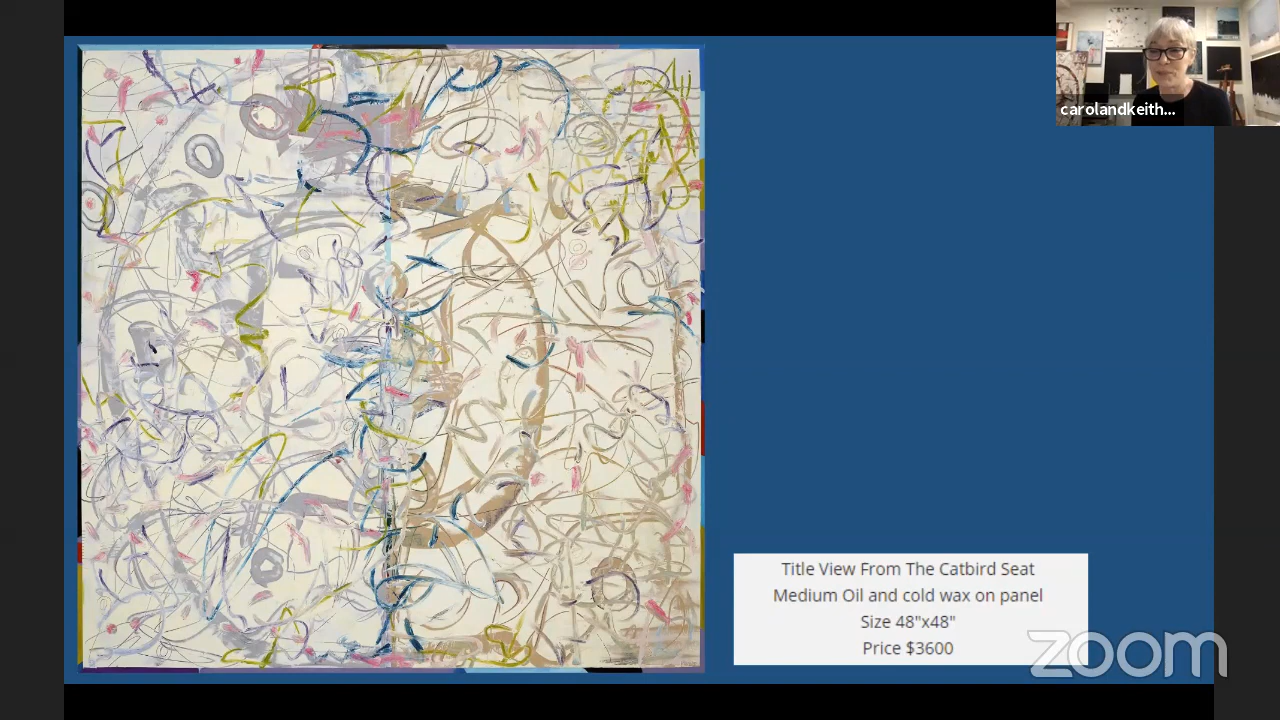 carolandkeith...
Title View From The Catbird Seat
Medium Oil and cold wax on panel
Size 48"x48"
Price $3600
zoom